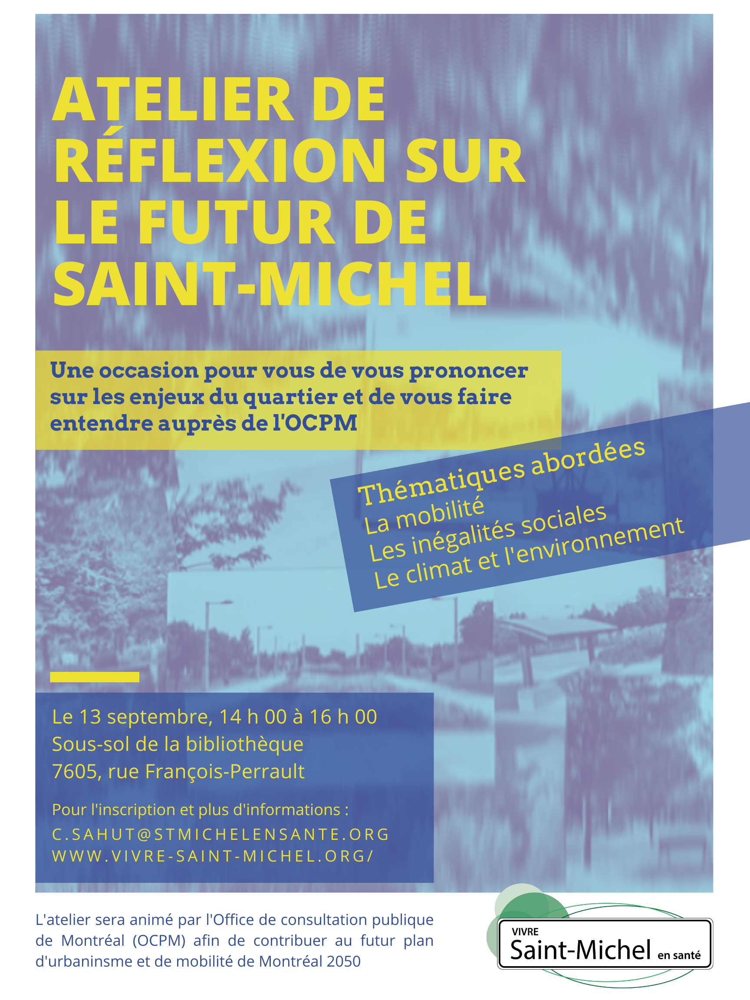 ATELIER DE
RÉFLEXION SUR
LE FUTUR DE
SAINT-MICHEL
Une occasion pour vous de vous prononcer
sur les enjeux du quartier et de vous faire
entendre auprès de l'OCPM
Thématiques abordées
La mobilité
Les inégalités sociales
Le climat et l'environnement
Le 13 septembre, 14 h 00 à 16 h 00
Sous-sol de la bibliothèque
7605, rue François-Perrault
Pour l'inscription et plus d'informations :
C.SAHUT@STMICHELENSANTE.ORG
WWW.VIVRE-SAINT-MICHEL.ORG/
L'atelier sera animé par l'Office de consultation publique
de Montréal (OCPM) afin de contribuer au futur plan
d'urbaninsme et de mobilité de Montréal 2050
VIVRE
Saint-Michel en santé